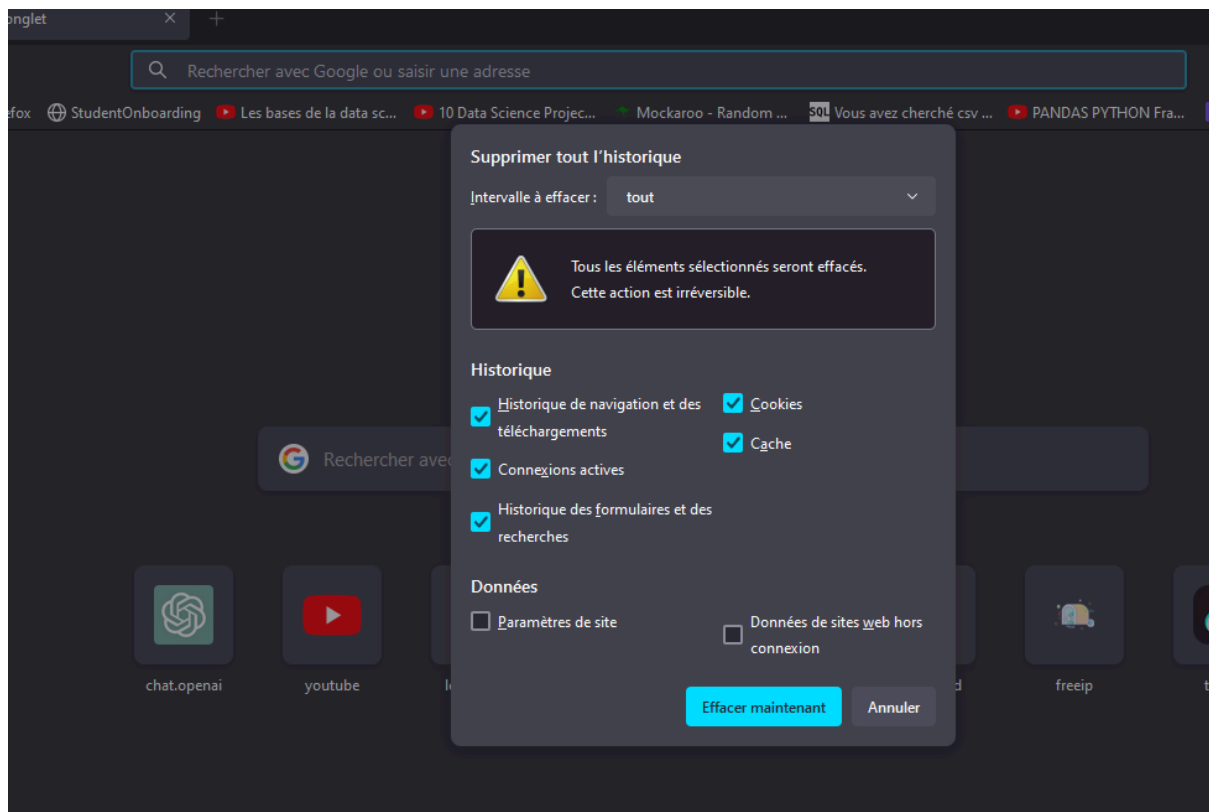 onglet
Rechercher avec Google ou saisir une adresse
efox StudentOnboarding Les bases de la data sc... 10 Data Science Projec... Mockaroo - Random ... SQL Vous avez cherché csv ... PANDAS PYTHON Fra...
Supprimer tout l'historique
Intervalle à effacer : tout
Tous les éléments sélectionnés seront effacés.
Cette action est irréversible.
Historique
Historique de navigation et des
téléchargements
Cookies
Cache
Connexions actives
Historique des formulaires et des
recherches
Rechercher avec
Données
Paramètres de site
Données de sites web hors
connexion
Effacer maintenant Annuler
chat.openai youtube freeip